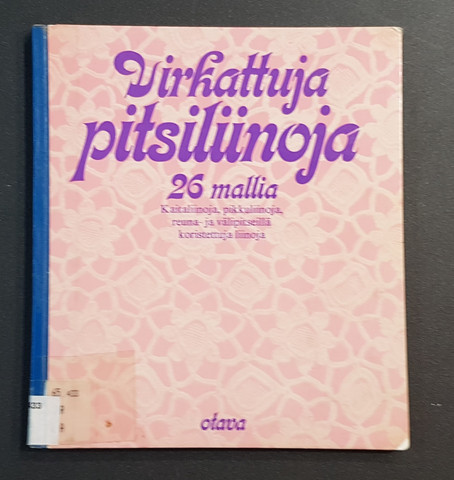 Virkattuja
pitsiliinoja
26 mallia
Kaitaliinoja, pikkuliinoja,
reuna- ja välipitseillä
koristettuja liinoja
otava